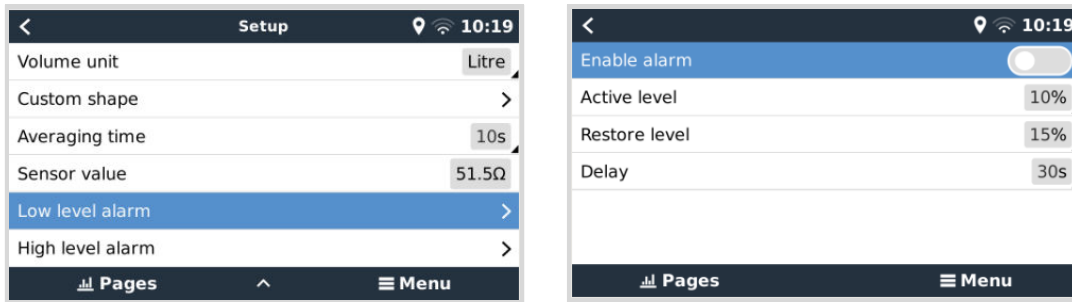 Setup 10:19
Volume unit Litre
Custom shape
Averaging time 10s
Sensor value 51.5Ω
Low level alarm
High level alarm
Pages Menu
10:19
Enable alarm
Active level 10%
Restore level 15%
Delay 30s
Pages Menu